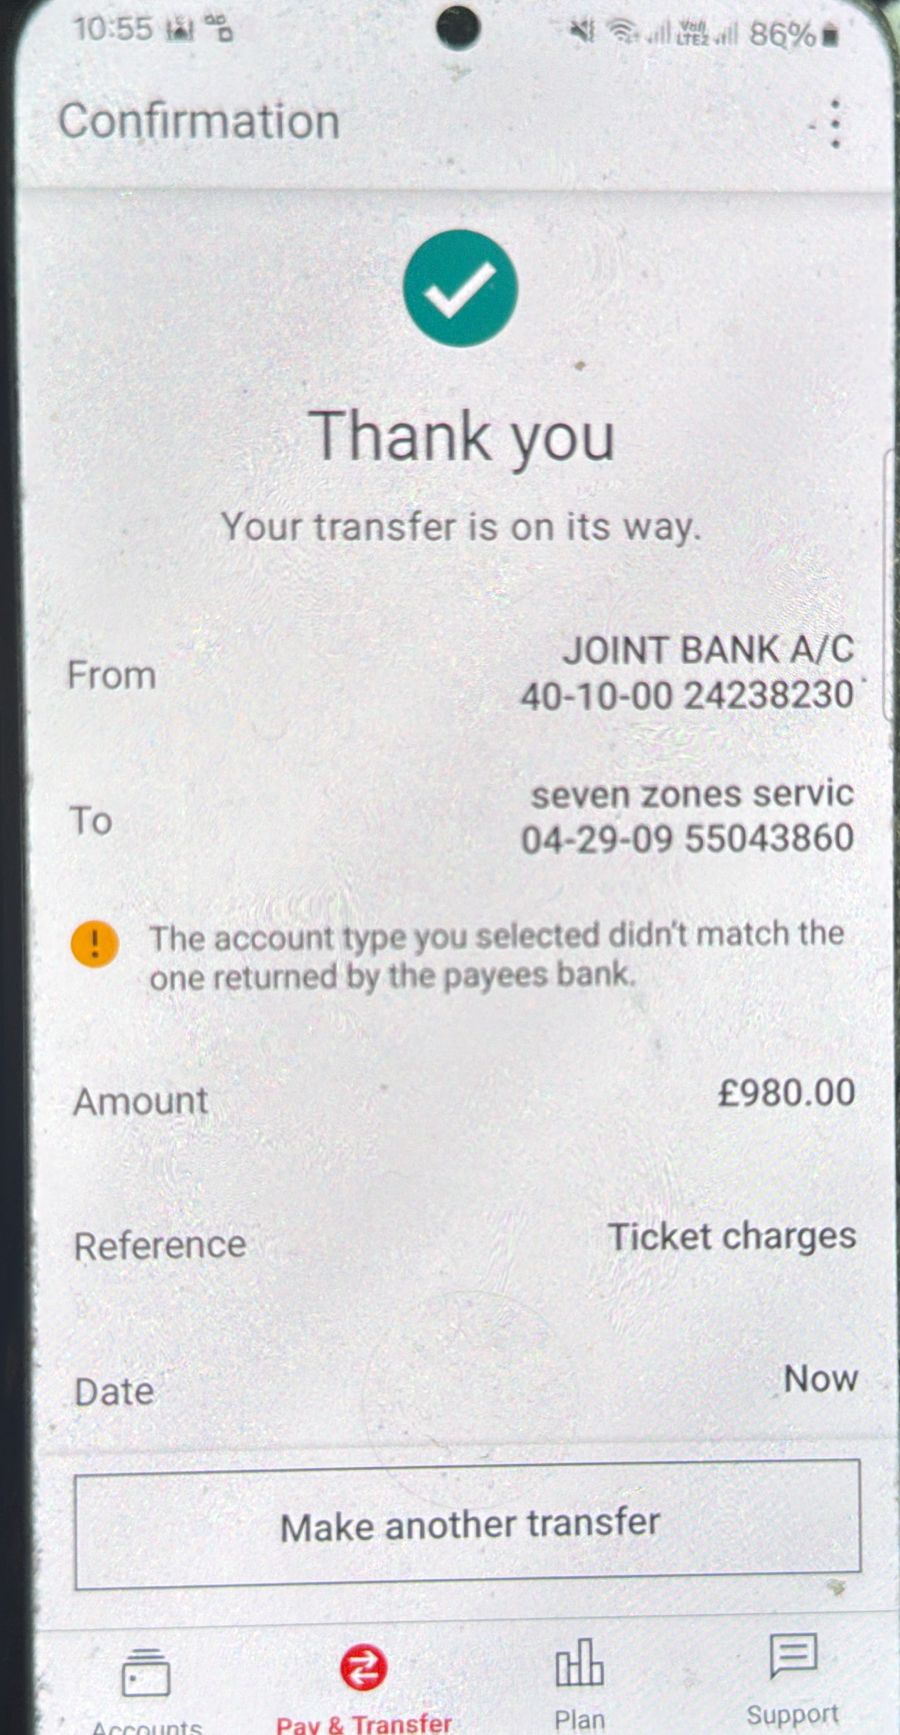 10:55 86%
Confirmation
Thank you
Your transfer is on its way.
From
JOINT BANK A/C
40-10-00 24238230
To
seven zones servic
04-29-09 55043860
! The account type you selected didn't match the
one returned by the payees bank.
Amount £980.00
Reference Ticket charges
Date Now
Make another transfer
Accounts Pay & Transfer Plan Support